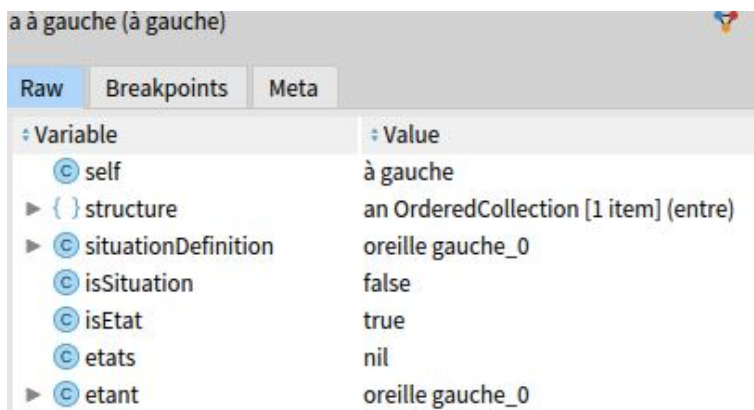 a à gauche (à gauche)
Raw Breakpoints Meta
Variable Value
self à gauche
{ } structure an OrderedCollection [1 item] (entre)
C situationDefinition oreille gauche_0
C isSituation false
C isEtat true
C etats nil
C etant oreille gauche_0